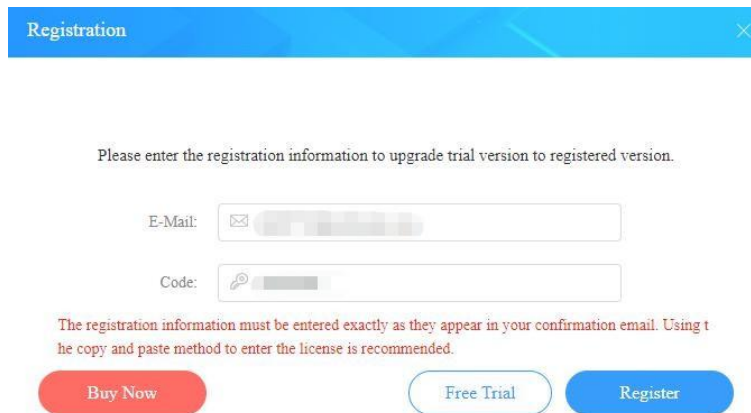 Registration
Please enter the registration information to upgrade trial version to registered version.
E-Mail:
Code:
The registration information must be entered exactly as they appear in your confirmation email. Using t
he copy and paste method to enter the license is recommended.
Buy Now
Free Trial
Register